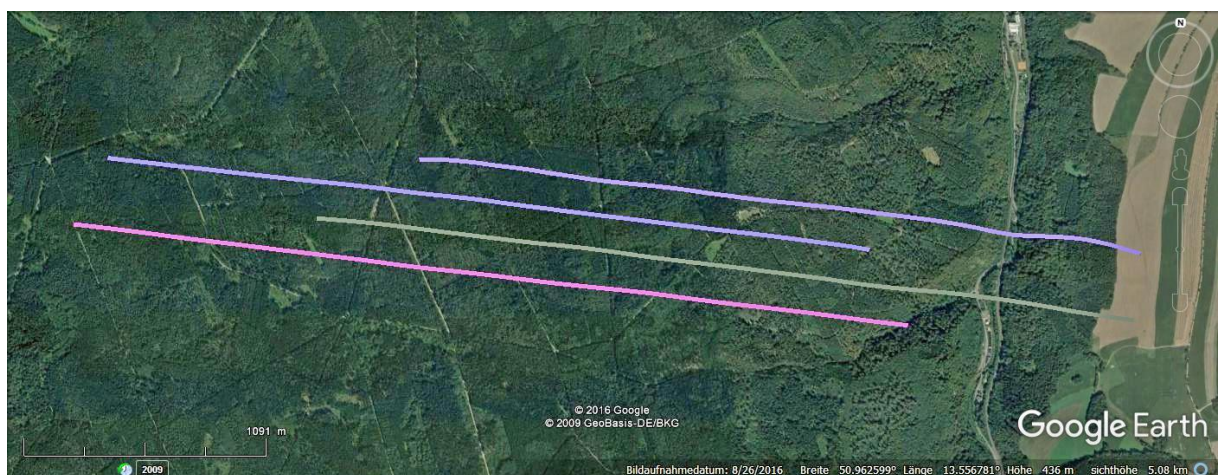 N
© 2016 Google
© 2009 GeoBasis-DE/BKG
Google Earth
1091 m
2009
Bildaufnahmedatum: 8/26/2016 Breite 50.962599° Länge 13.556781° Höhe 436 m sichthöhe 5.08 km